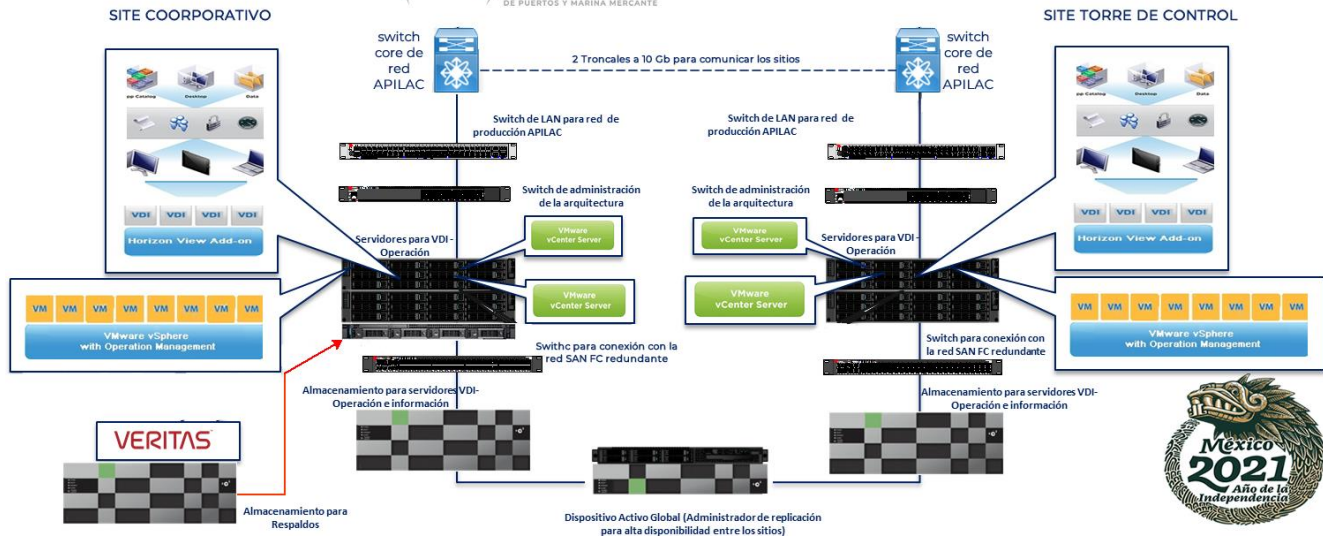 DE PUERTOS Y MARINA MERCANTE
SITE COORPORATIVO
SITE TORRE DE CONTROL
switch
core de
red
APILAC
2 Troncales a 10 Gb para comunicar los sitios
switch
core de
red
APILAC
pp Catalog
Desktop
Data
VDI
VDI
VDI
VDI
Horizon View Add-on
Switch de LAN para red de
producción APILAC
Switch de administración
de la arquitectura
Servidores para VDI -
Operación
VMware
vCenter Server
VMware
vCenter Server
VM VM VM VM VM VM VM VM
VMware vSphere
with Operation Management
Swithc para conexión con la
red SAN FC redundante
Almacenamiento para servidores VDI-
Operación e información
VERITAS
Almacenamiento para
Respaldos
Switch de LAN para red de
producción APILAC
Switch de administración
de la arquitectura
Servidores para VDI -
Operación
VMware
vCenter Server
VMware
vCenter Server
pp Catalog
Desktop
Data
VDI
VDI
VDI
VDI
Horizon View Add-on
VM VM VM VM VM VM VM VM
VMware vSphere
with Operation Management
Switch para conexión con
la red SAN FC redundante
Almacenamiento para servidores VDI-
Operación e información
Dispositivo Activo Global (Administrador de replicación
para alta disponibilidad entre los sitios)
México
2021
Año de la
Independencia